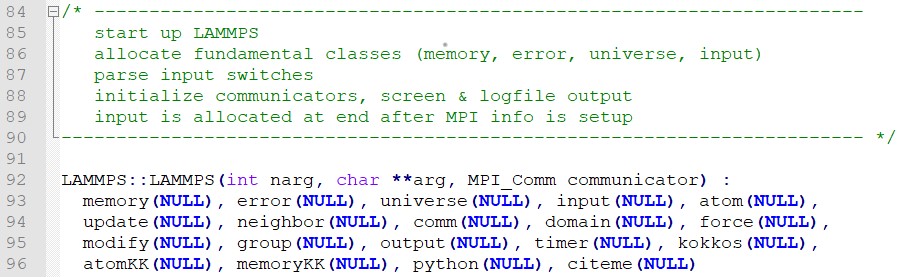 84 /* ----------------------------------------------------------------------
85 start up LAMMPS
86 allocate fundamental classes (memory, error, universe, input)
87 parse input switches
88 initialize communicators, screen & logfile output
89 input is allocated at end after MPI info is setup
90 ------------------------------------------------------------------------- */
91
92 LAMMPS::LAMMPS(int narg, char **arg, MPI_Comm communicator) :
93 memory(NULL), error(NULL), universe(NULL), input(NULL), atom(NULL),
94 update(NULL), neighbor(NULL), comm(NULL), domain(NULL), force(NULL),
95 modify(NULL), group(NULL), output(NULL), timer(NULL), kokkos(NULL),
96 atomKK(NULL), memoryKK(NULL), python(NULL), citeme(NULL)